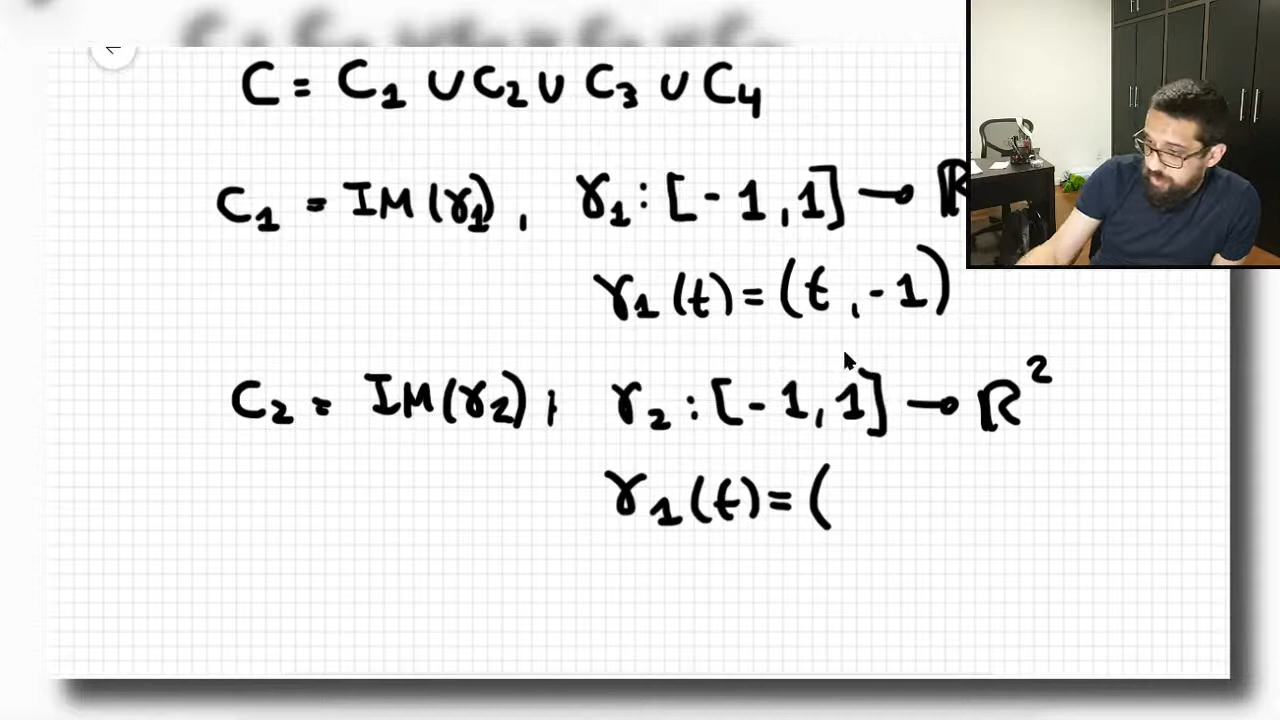 C = C₁ ∪ C₂ ∪ C₃ ∪ C₄
C₁ = IM(γ₁), γ₁: [-1,1] → ℝ
γ₁(t) = (t, -1)
C₂ = IM(γ₂); γ₂: [-1,1] → ℝ²
γ₁(t) = (